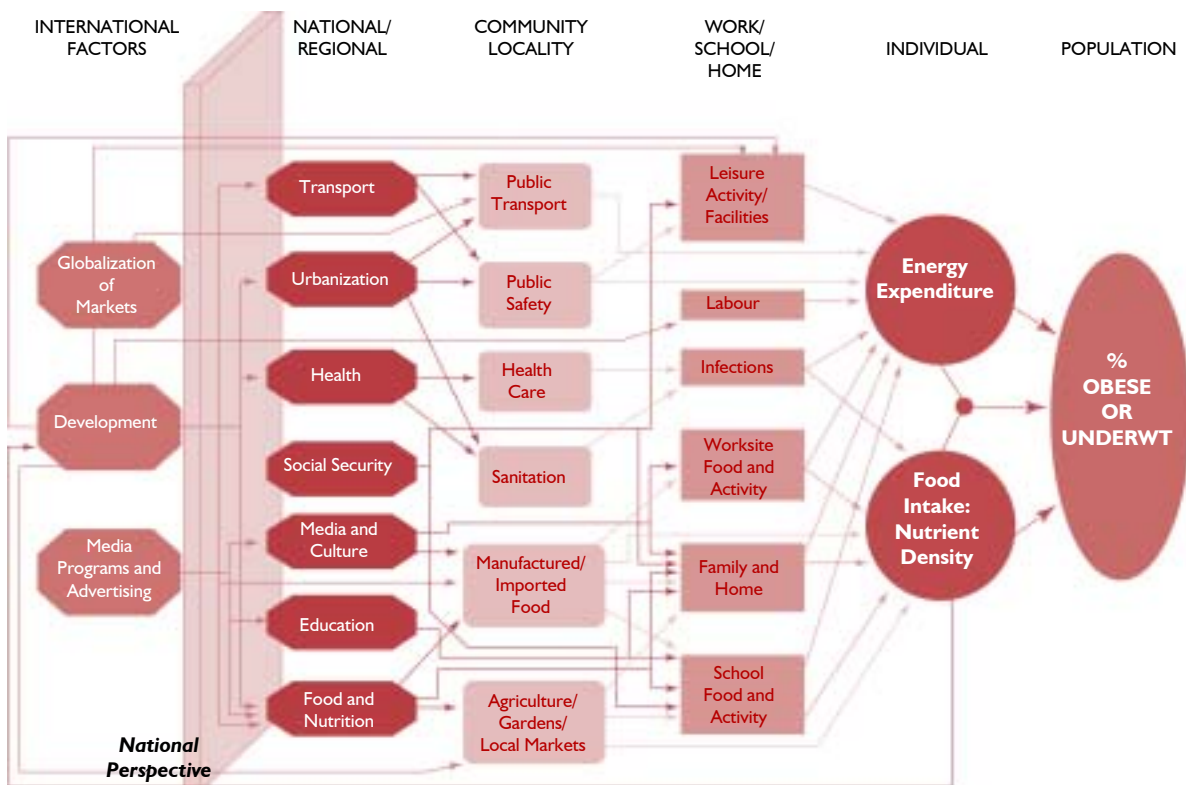 INTERNATIONAL
FACTORS
NATIONAL/
REGIONAL
COMMUNITY
LOCALITY
WORK/
SCHOOL/
HOME
INDIVIDUAL
POPULATION
Globalization
of
Markets
Development
Media
Programs and
Advertising
National
Perspective
Transport
Urbanization
Health
Social Security
Media and
Culture
Education
Food and
Nutrition
Public
Transport
Public
Safety
Health
Care
Sanitation
Manufactured/
Imported
Food
Agriculture/
Gardens/
Local Markets
Leisure
Activity/
Facilities
Labour
Infections
Worksite
Food and
Activity
Family and
Home
School
Food and
Activity
Energy
Expenditure
Food
Intake:
Nutrient
Density
%
OBESE
OR
UNDERWT